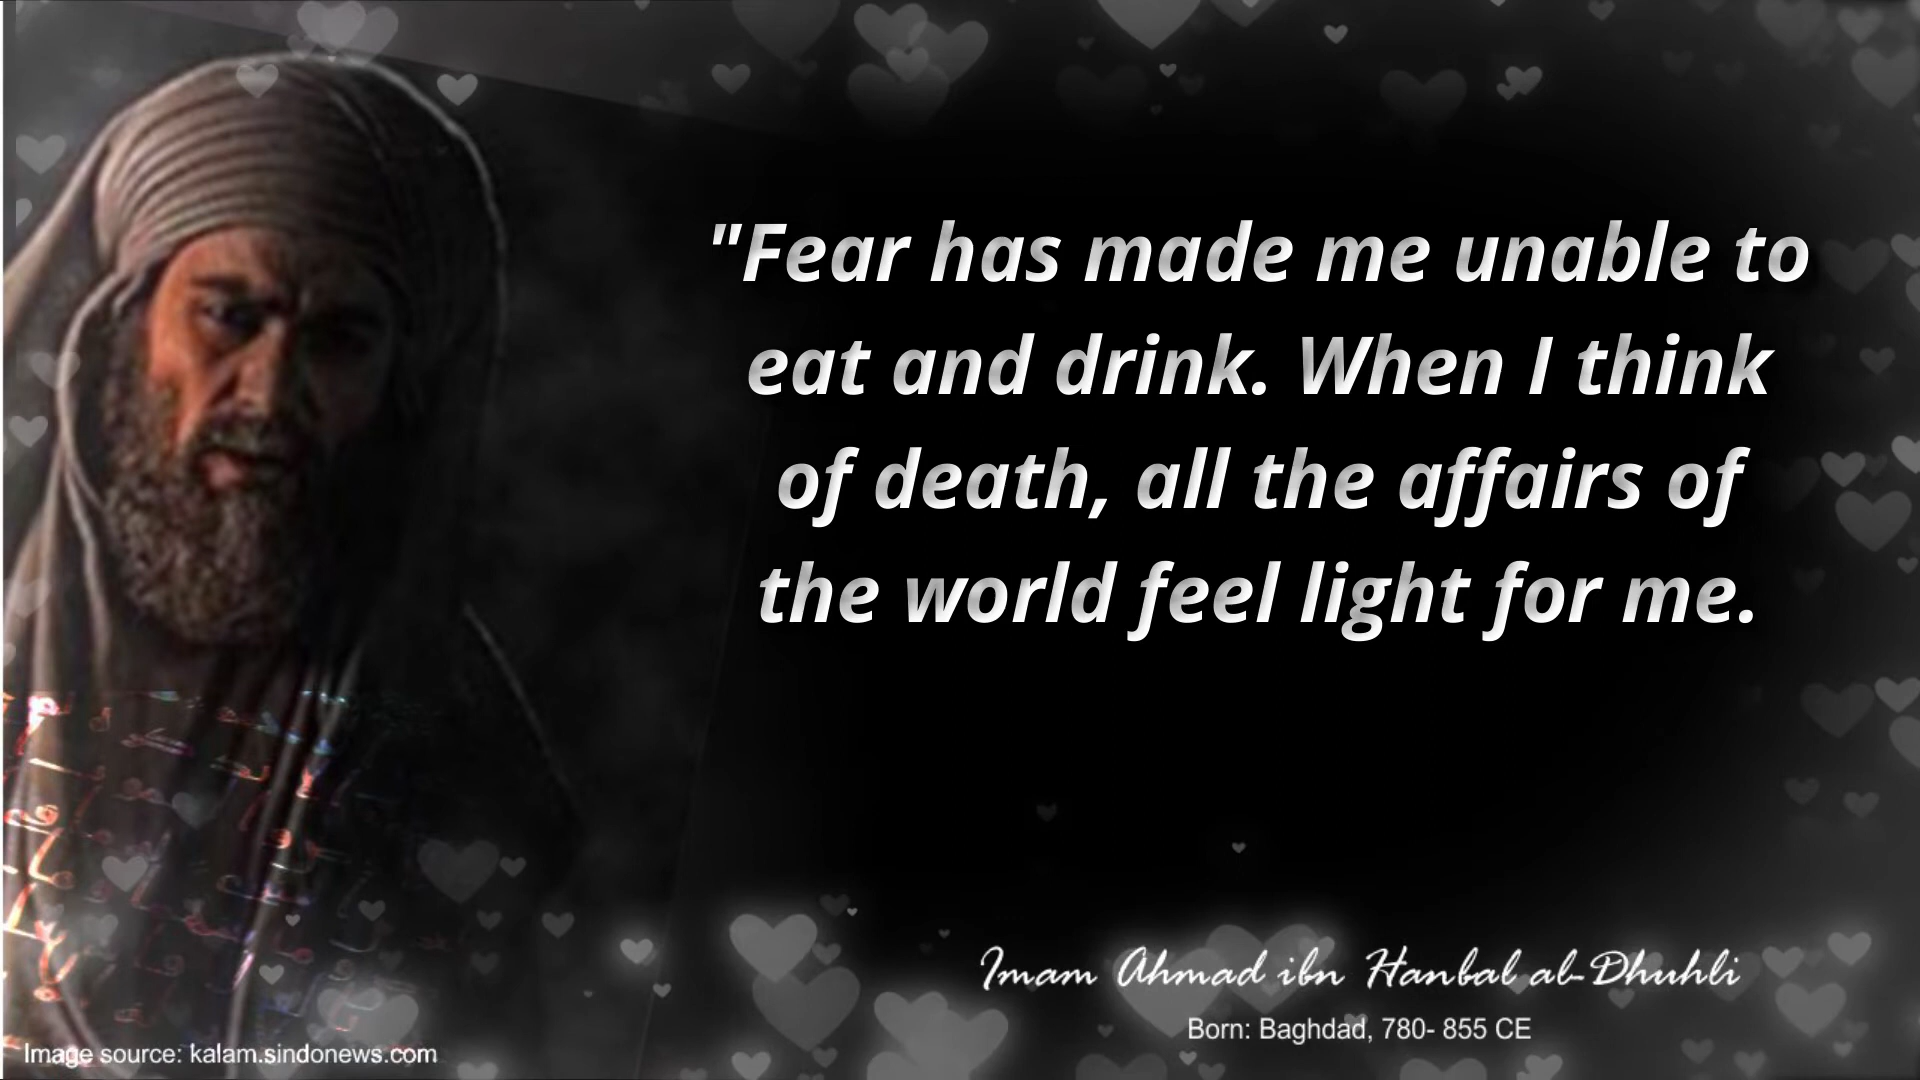 "Fear has made me unable to
eat and drink. When I think
of death, all the affairs of
the world feel light for me.
Imam Ahmad ibn Hanbal al-Dhuhli
Born: Baghdad, 780- 855 CE
Image source: kalam.sindonews.com